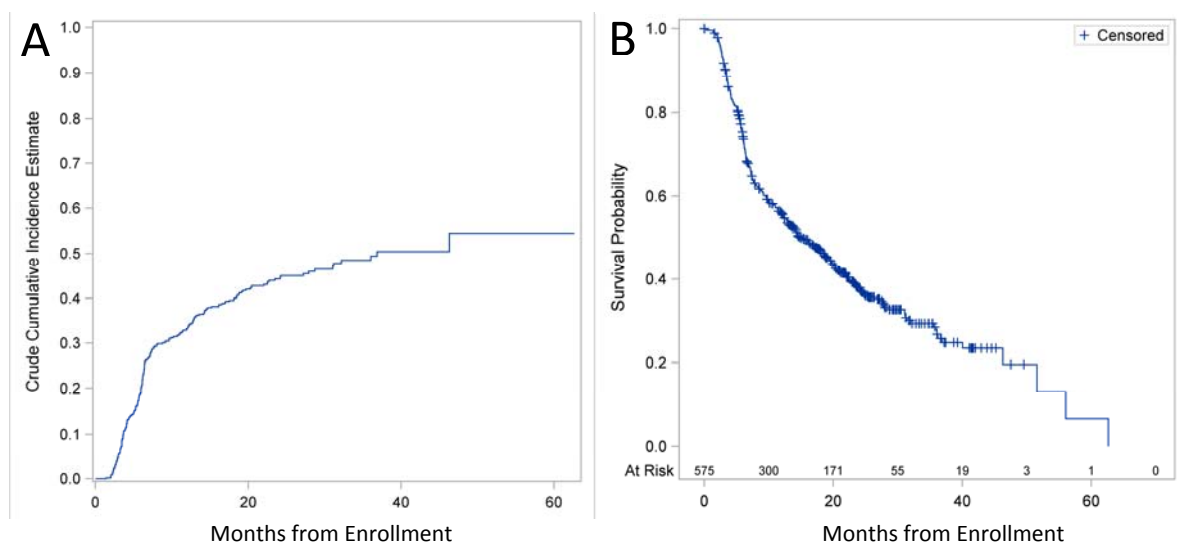 A
Crude Cumulative Incidence Estimate
1.0
0.9
0.8
0.7
0.6
0.5
0.4
0.3
0.2
0.1
0.0
0 20 40 60
Months from Enrollment
B
+ Censored
Survival Probability
1.0
0.8
0.6
0.4
0.2
0.0
At Risk 575 300 171 55 19 3 1 0
0 20 40 60
Months from Enrollment